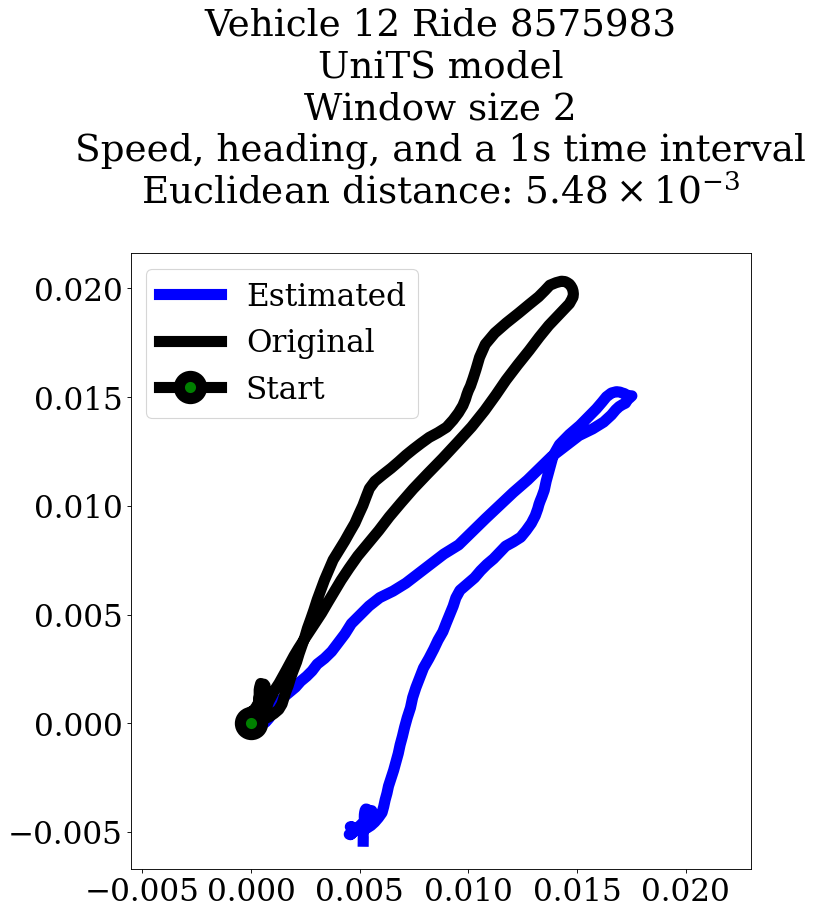 Vehicle 12 Ride 8575983
UniTS model
Window size 2
Speed, heading, and a 1s time interval
Euclidean distance: 5.48 × 10⁻³
Estimated
Original
Start
0.020
0.015
0.010
0.005
0.000
−0.005
−0.005 0.000 0.005 0.010 0.015 0.020